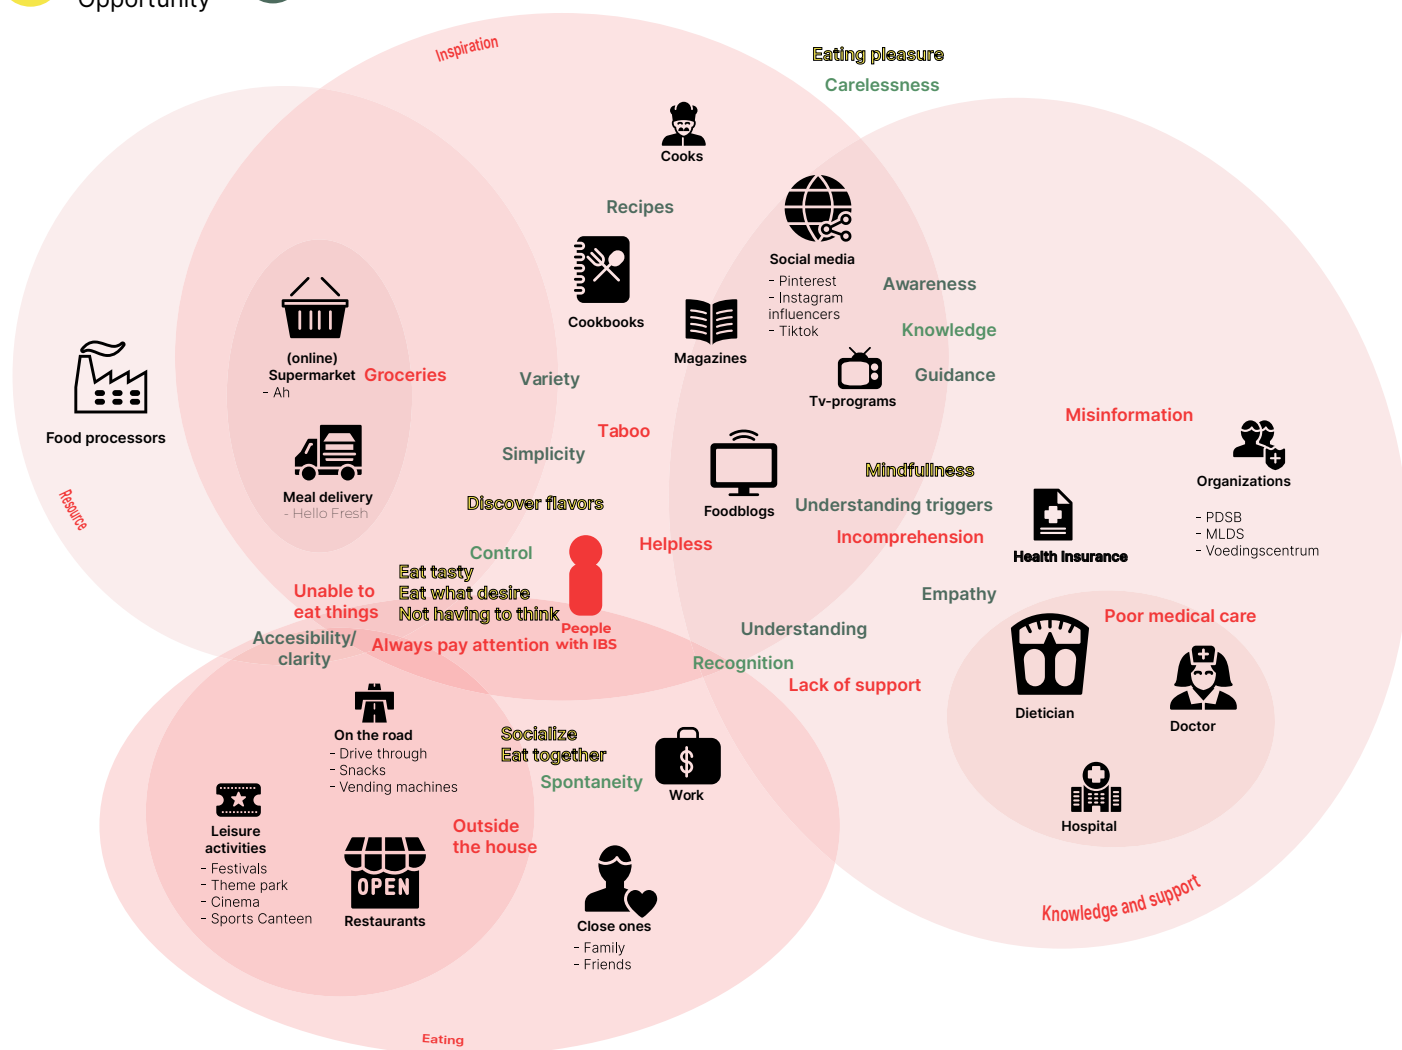 Opportunity
Inspiration
Eating pleasure
Carelessness
Cooks
Recipes
Social media
- Pinterest
- Instagram
influencers
- Tiktok
Awareness
Cookbooks
Magazines
Knowledge
(online)
Supermarket
- Ah
Groceries
Variety
Guidance
Tv-programs
Misinformation
Food processors
Taboo
Simplicity
Mindfullness
Organizations
- PDSB
- MLDS
- Voedingscentrum
Meal delivery
- Hello Fresh
Resource
Discover flavors
Foodblogs
Understanding triggers
Incomprehension
Helpless
Health Insurance
Control
Eat tasty
Eat what desire
Not having to think
Unable to
eat things
Empathy
Poor medical care
People
with IBS
Accesibility/
clarity
Always pay attention
Understanding
Recognition
Lack of support
Dietician
Doctor
On the road
- Drive through
- Snacks
- Vending machines
Socialize
Eat together
Spontaneity
Work
Leisure
activities
- Festivals
- Theme park
- Cinema
- Sports Canteen
Outside
the house
Hospital
OPEN
Restaurants
Close ones
- Family
- Friends
Knowledge and support
Eating